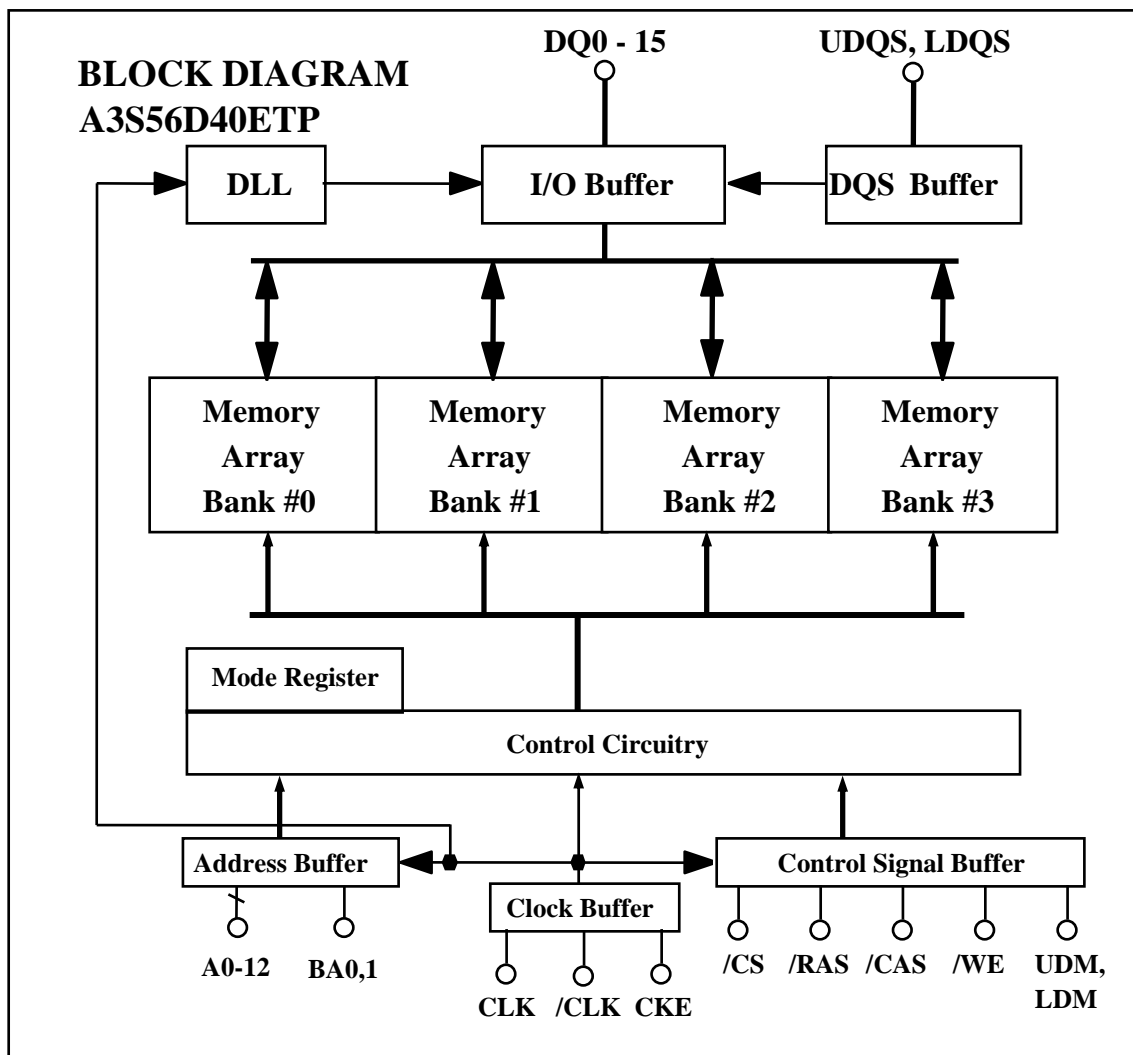 DQ0 - 15
UDQS, LDQS
BLOCK DIAGRAM
A3S56D40ETP
DLL
I/O Buffer
DQS Buffer
Memory
Array
Bank #0
Memory
Array
Bank #1
Memory
Array
Bank #2
Memory
Array
Bank #3
Mode Register
Control Circuitry
Address Buffer
Control Signal Buffer
Clock Buffer
A0-12
BA0,1
CLK
/CLK
CKE
/CS
/RAS
/CAS
/WE
UDM,
LDM